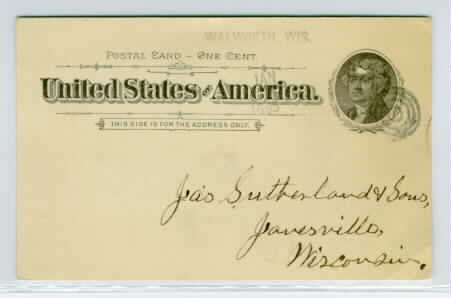 WALWORTH WIS.
POSTAL CARD – ONE CENT
JAN
United States of America.
THIS SIDE IS FOR THE ADDRESS ONLY.
Jas Sutherland & Sons,
Janesville,
Wisconsin.